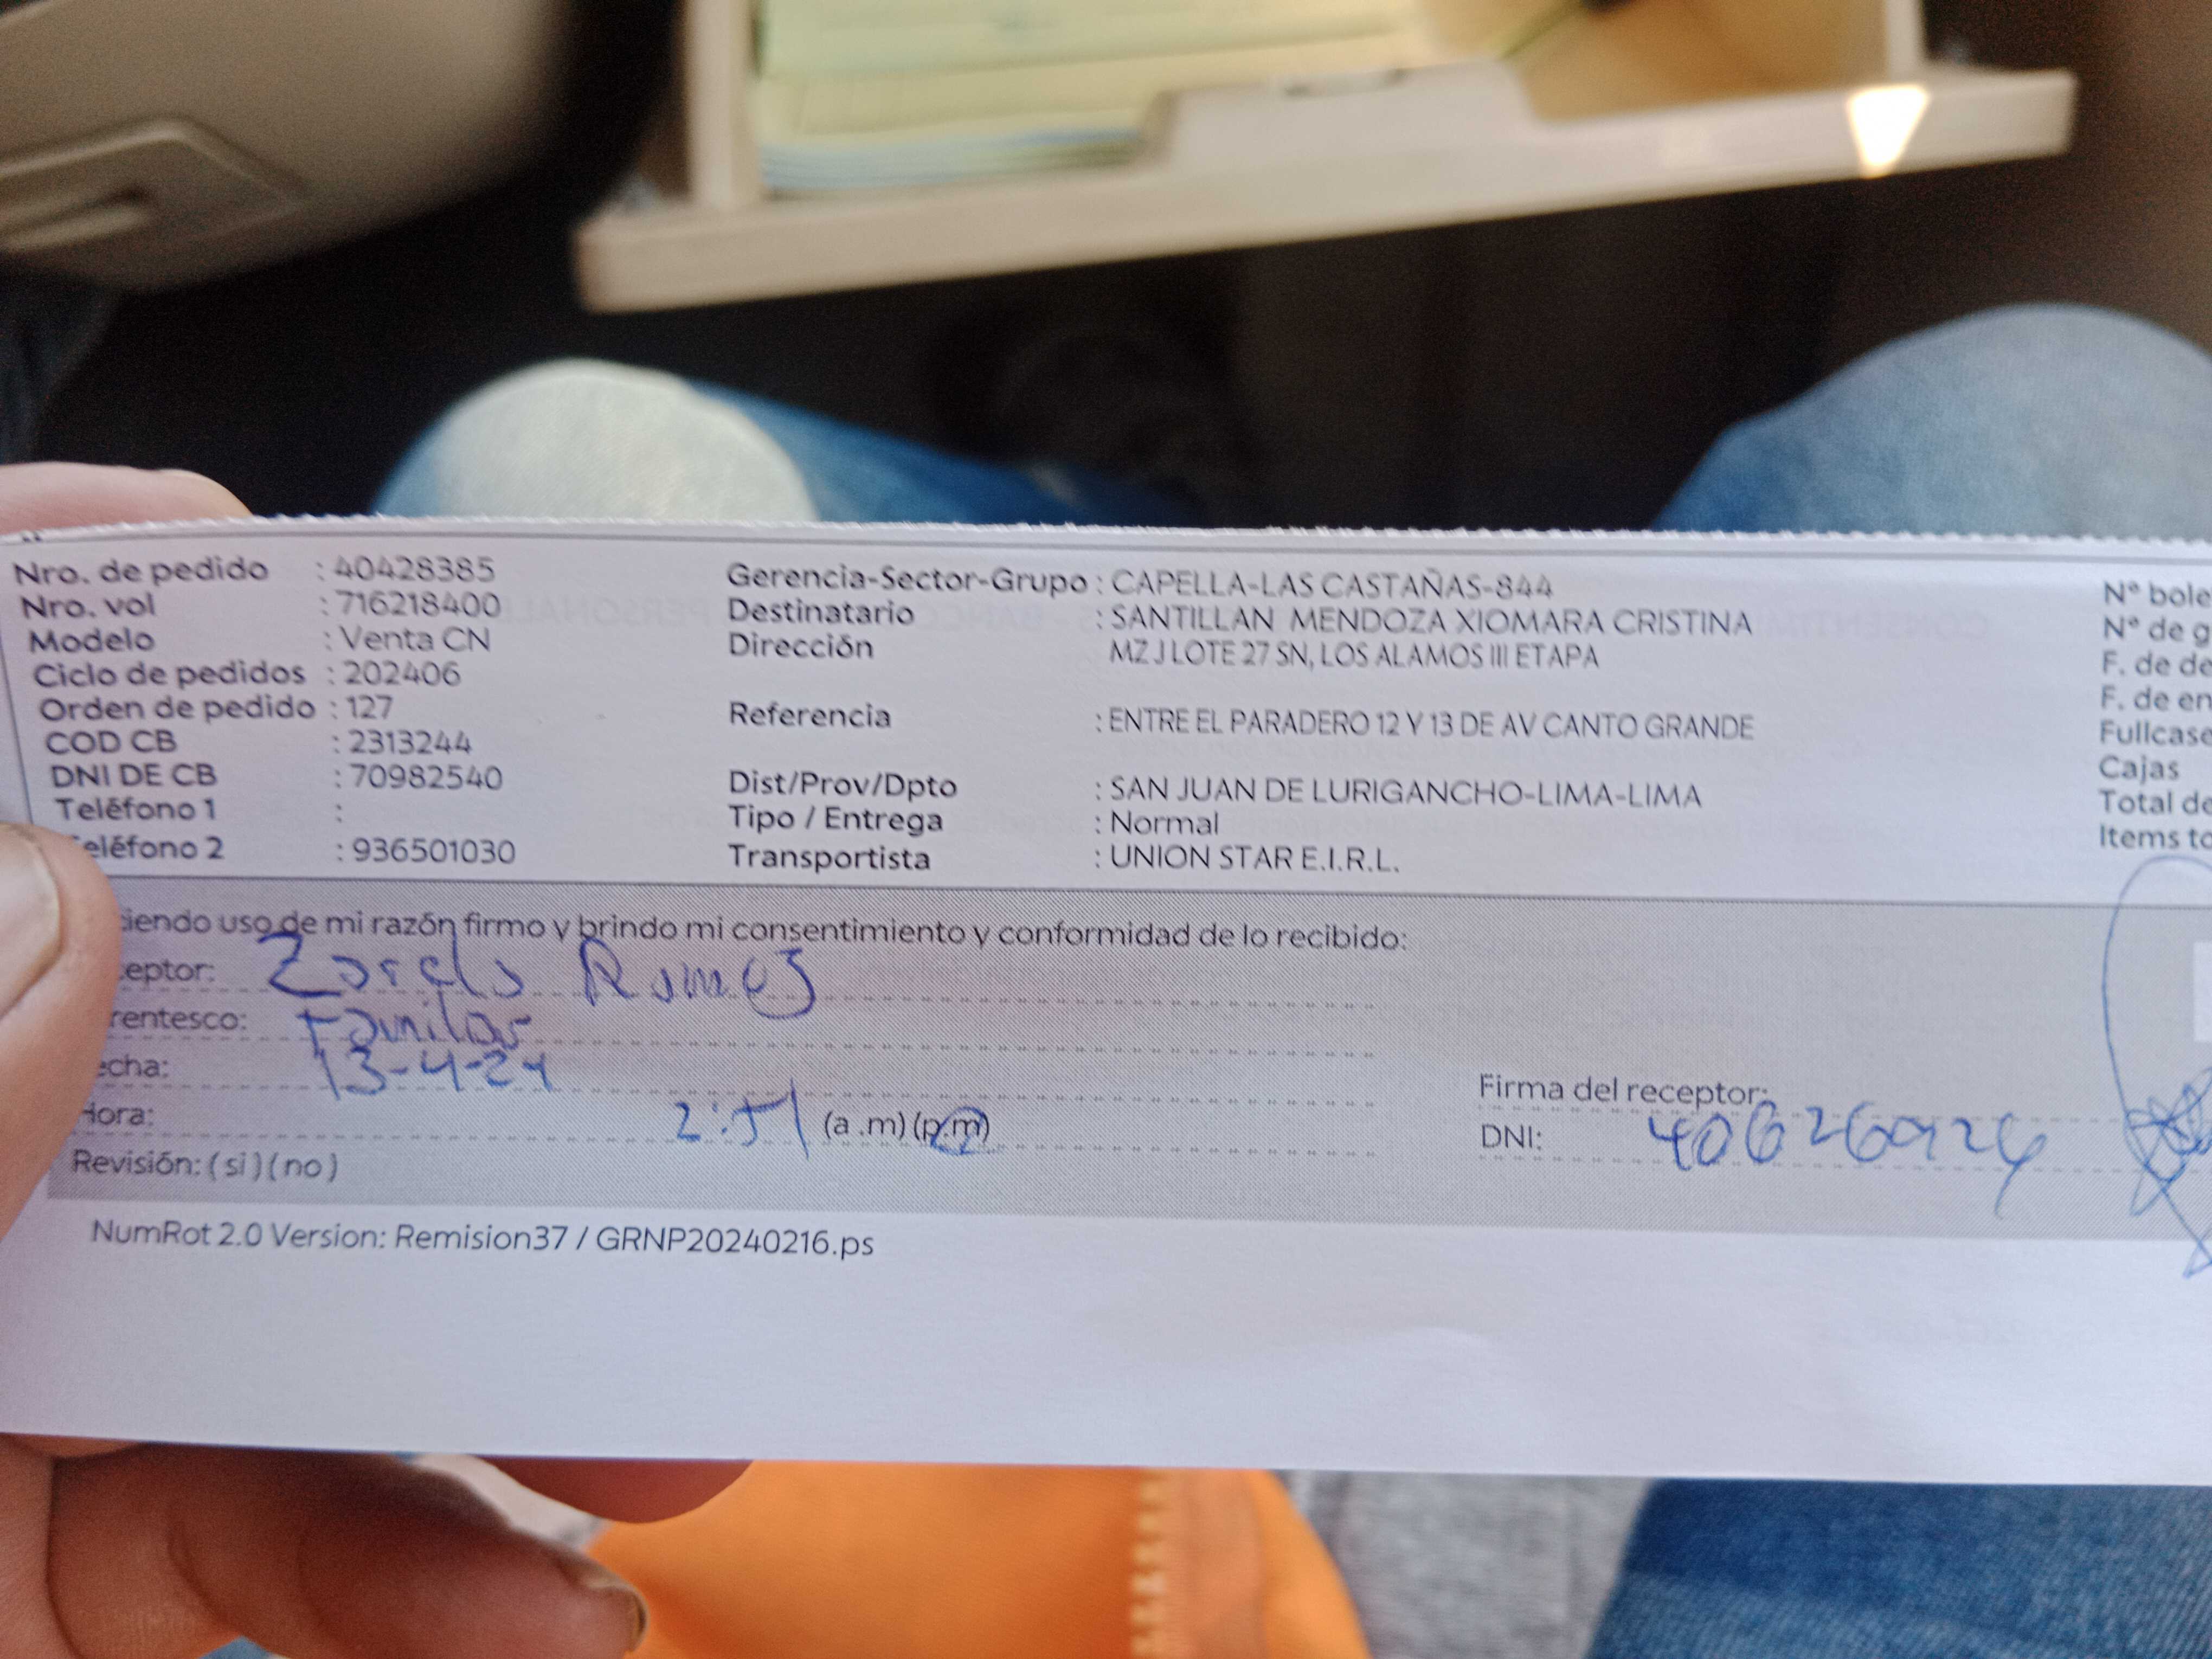 Nro. de pedido : 40428385
Nro. vol : 716218400
Modelo : Venta CN
Ciclo de pedidos : 202406
Orden de pedido : 127
COD CB : 2313244
DNI DE CB : 70982540
Teléfono 1 :
eléfono 2 : 936501030
Gerencia-Sector-Grupo : CAPELLA-LAS CASTAÑAS-844
Destinatario : SANTILLAN MENDOZA XIOMARA CRISTINA
Dirección MZ J LOTE 27 SN, LOS ALAMOS III ETAPA
Referencia : ENTRE EL PARADERO 12 Y 13 DE AV CANTO GRANDE
Dist/Prov/Dpto : SAN JUAN DE LURIGANCHO-LIMA-LIMA
Tipo / Entrega : Normal
Transportista : UNION STAR E.I.R.L.
N° bole
N° de g
F. de de
F. de en
Fullcase
Cajas
Total de
Items to
ciendo uso de mi razón firmo y brindo mi consentimiento y conformidad de lo recibido:
ceptor:
rentesco: Familiar
echa: 13-4-24
Hora: 2:51 (a .m) (p.m)
Revisión: ( si ) ( no )
Firma del receptor:
DNI:
NumRot 2.0 Version: Remision37 / GRNP20240216.ps